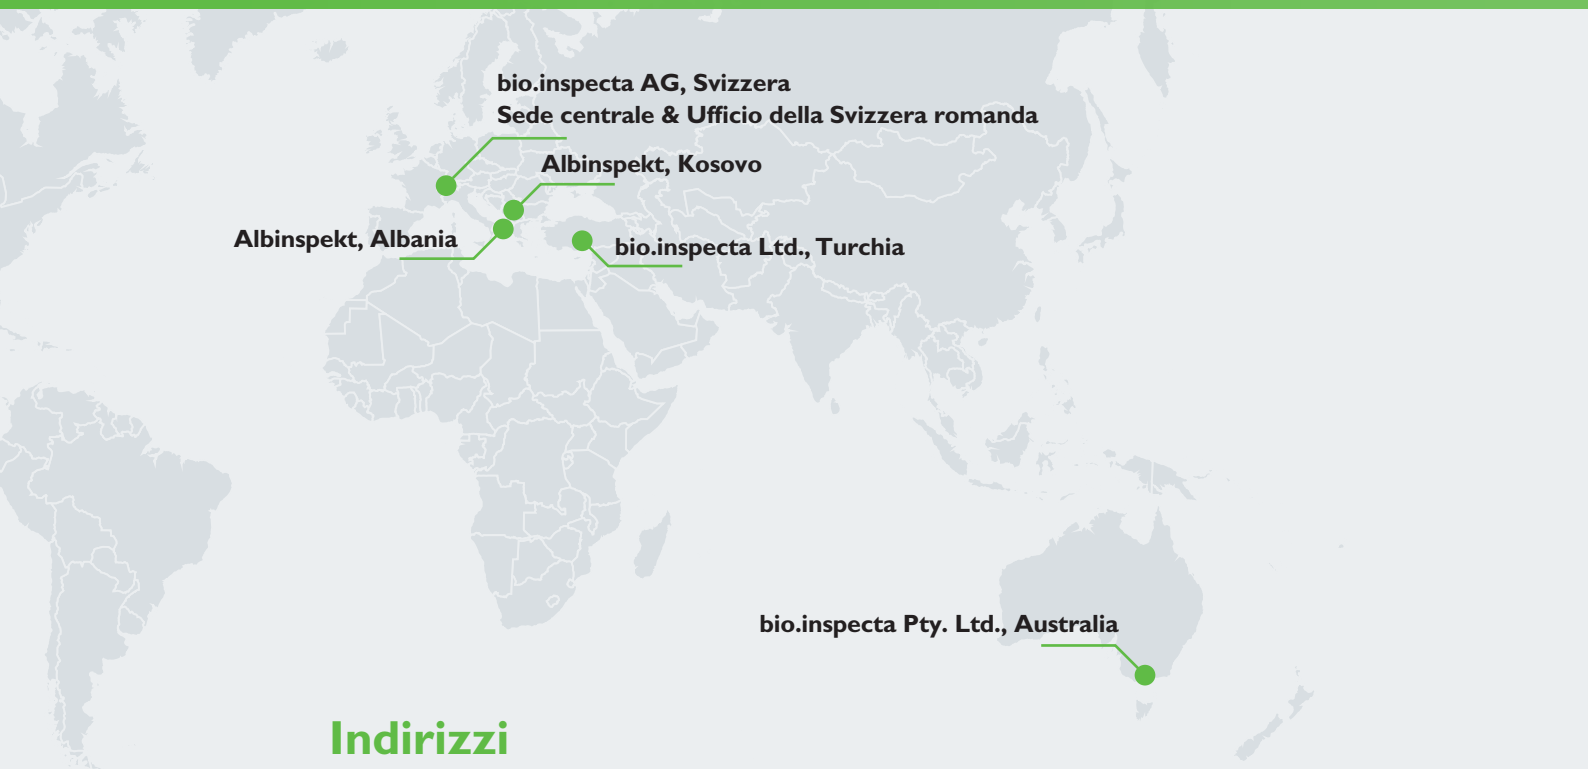 bio.inspecta AG, Svizzera
Sede centrale & Ufficio della Svizzera romanda
Albinspekt, Kosovo
Albinspekt, Albania
bio.inspecta Ltd., Turchia
bio.inspecta Pty. Ltd., Australia
Indirizzi